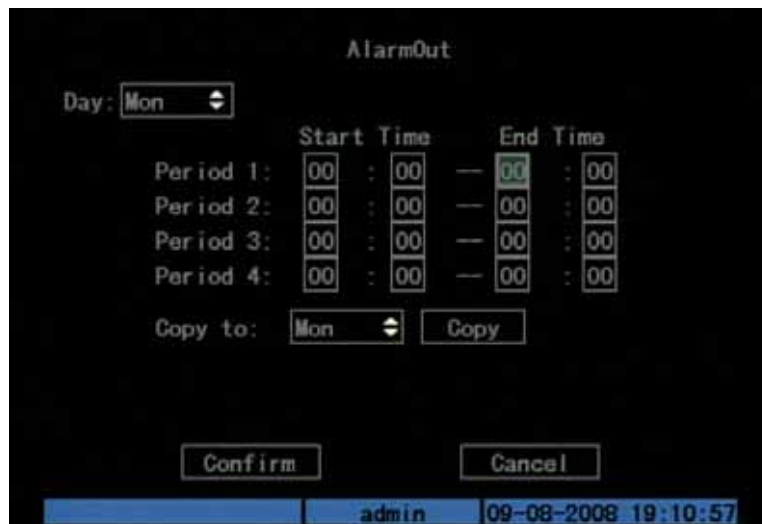 AlarmOut
Day: Mon
Start Time End Time
Period 1: 00 : 00 — 00 : 00
Period 2: 00 : 00 — 00 : 00
Period 3: 00 : 00 — 00 : 00
Period 4: 00 : 00 — 00 : 00
Copy to: Mon Copy
Confirm Cancel
admin 09-08-2008 19:10:57